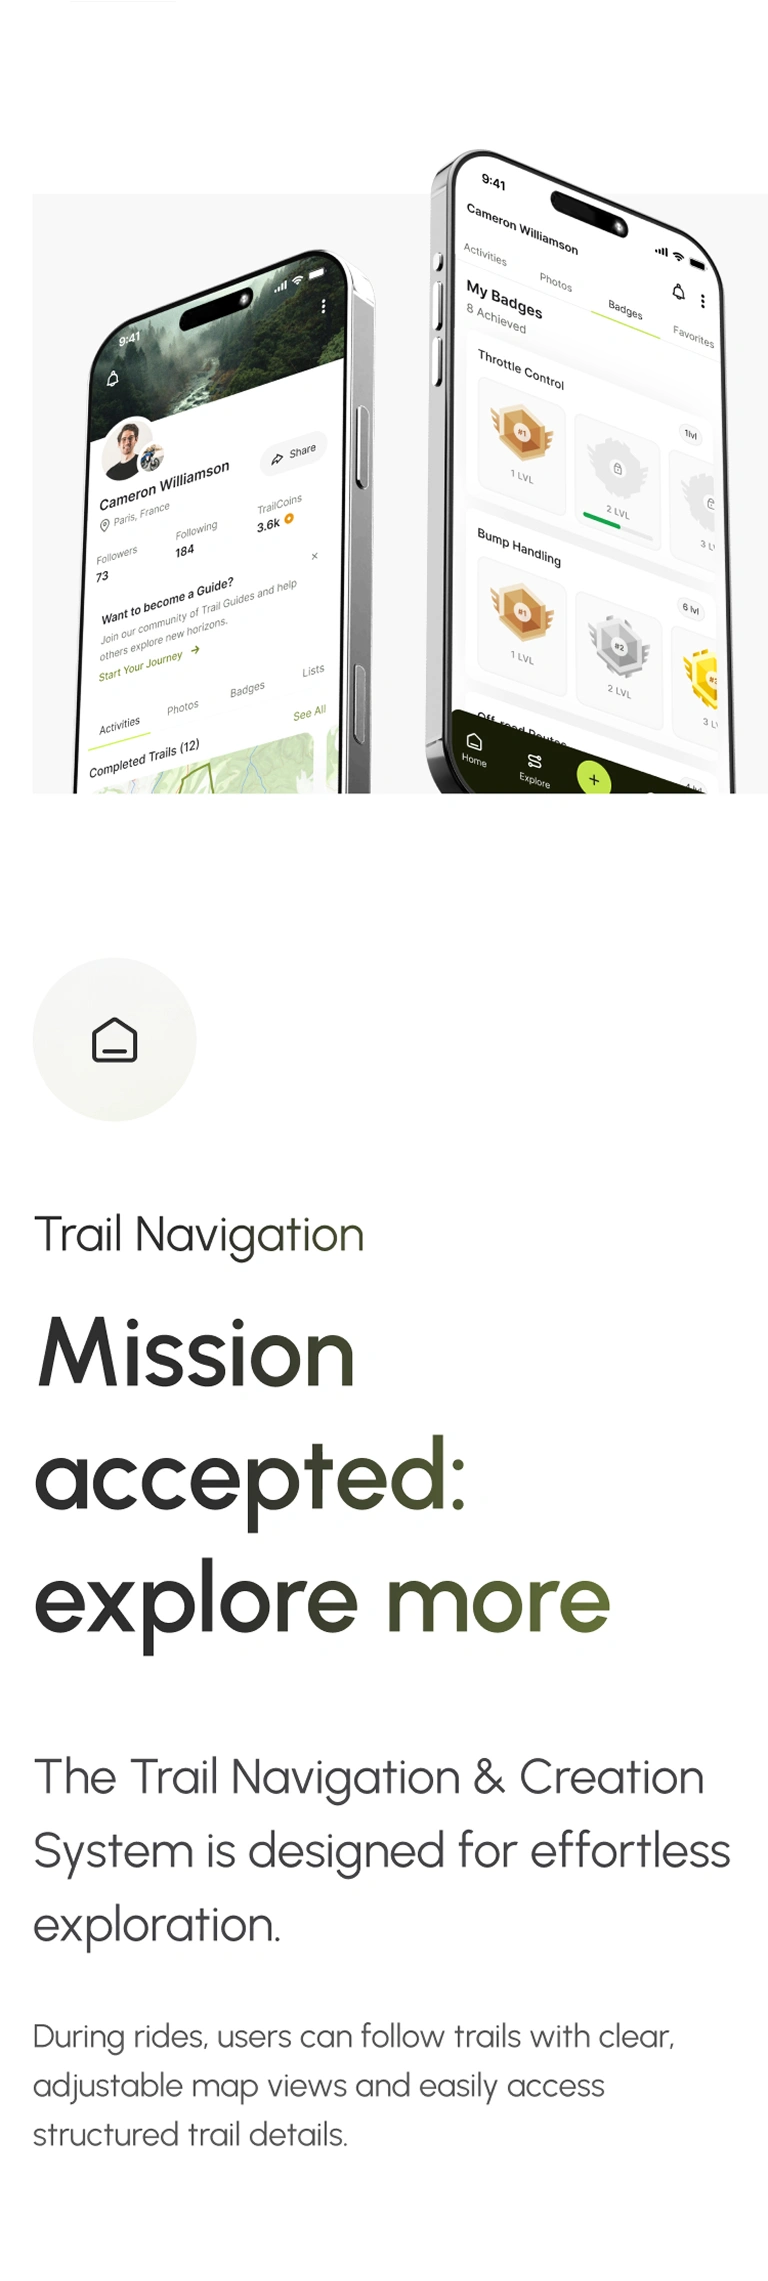 9:41
Cameron Williamson
Paris, France
Share
Followers
73
Following
184
TrailCoins
3.6k
Want to become a Guide?
Join our community of Trail Guides and help
others explore new horizons.
Start Your Journey
Activities
Photos
Badges
Lists
Completed Trails (12)
See All
9:41
Cameron Williamson
Activities
Photos
Badges
Favorites
My Badges
8 Achieved
Throttle Control
1lvl
#1
1 LVL
2 LVL
Bump Handling
6 lvl
#1
1 LVL
#2
2 LVL
Home
Explore
Trail Navigation
Mission
accepted:
explore more
The Trail Navigation & Creation
System is designed for effortless
exploration.
During rides, users can follow trails with clear,
adjustable map views and easily access
structured trail details.